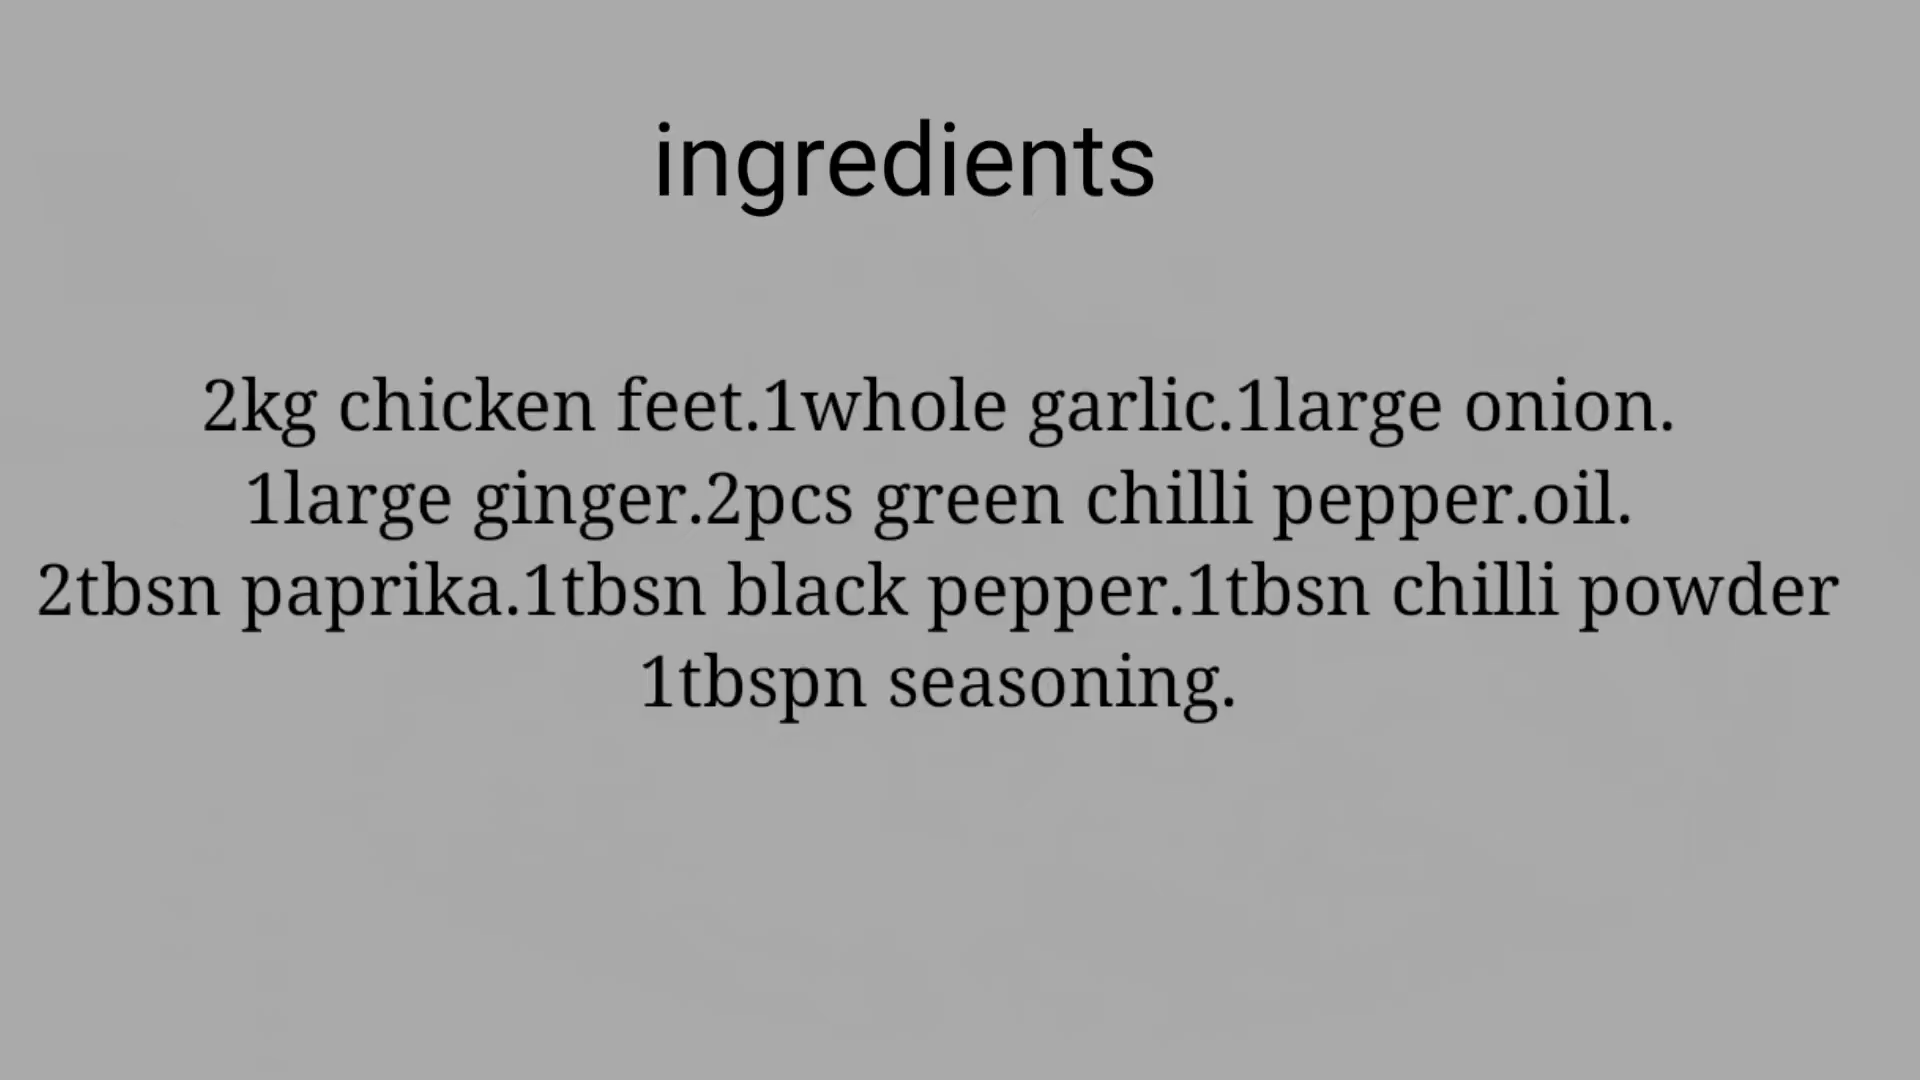 ingredients
2kg chicken feet.1whole garlic.1large onion.
1large ginger.2pcs green chilli pepper.oil.
2tbsn paprika.1tbsn black pepper.1tbsn chilli powder
1tbspn seasoning.